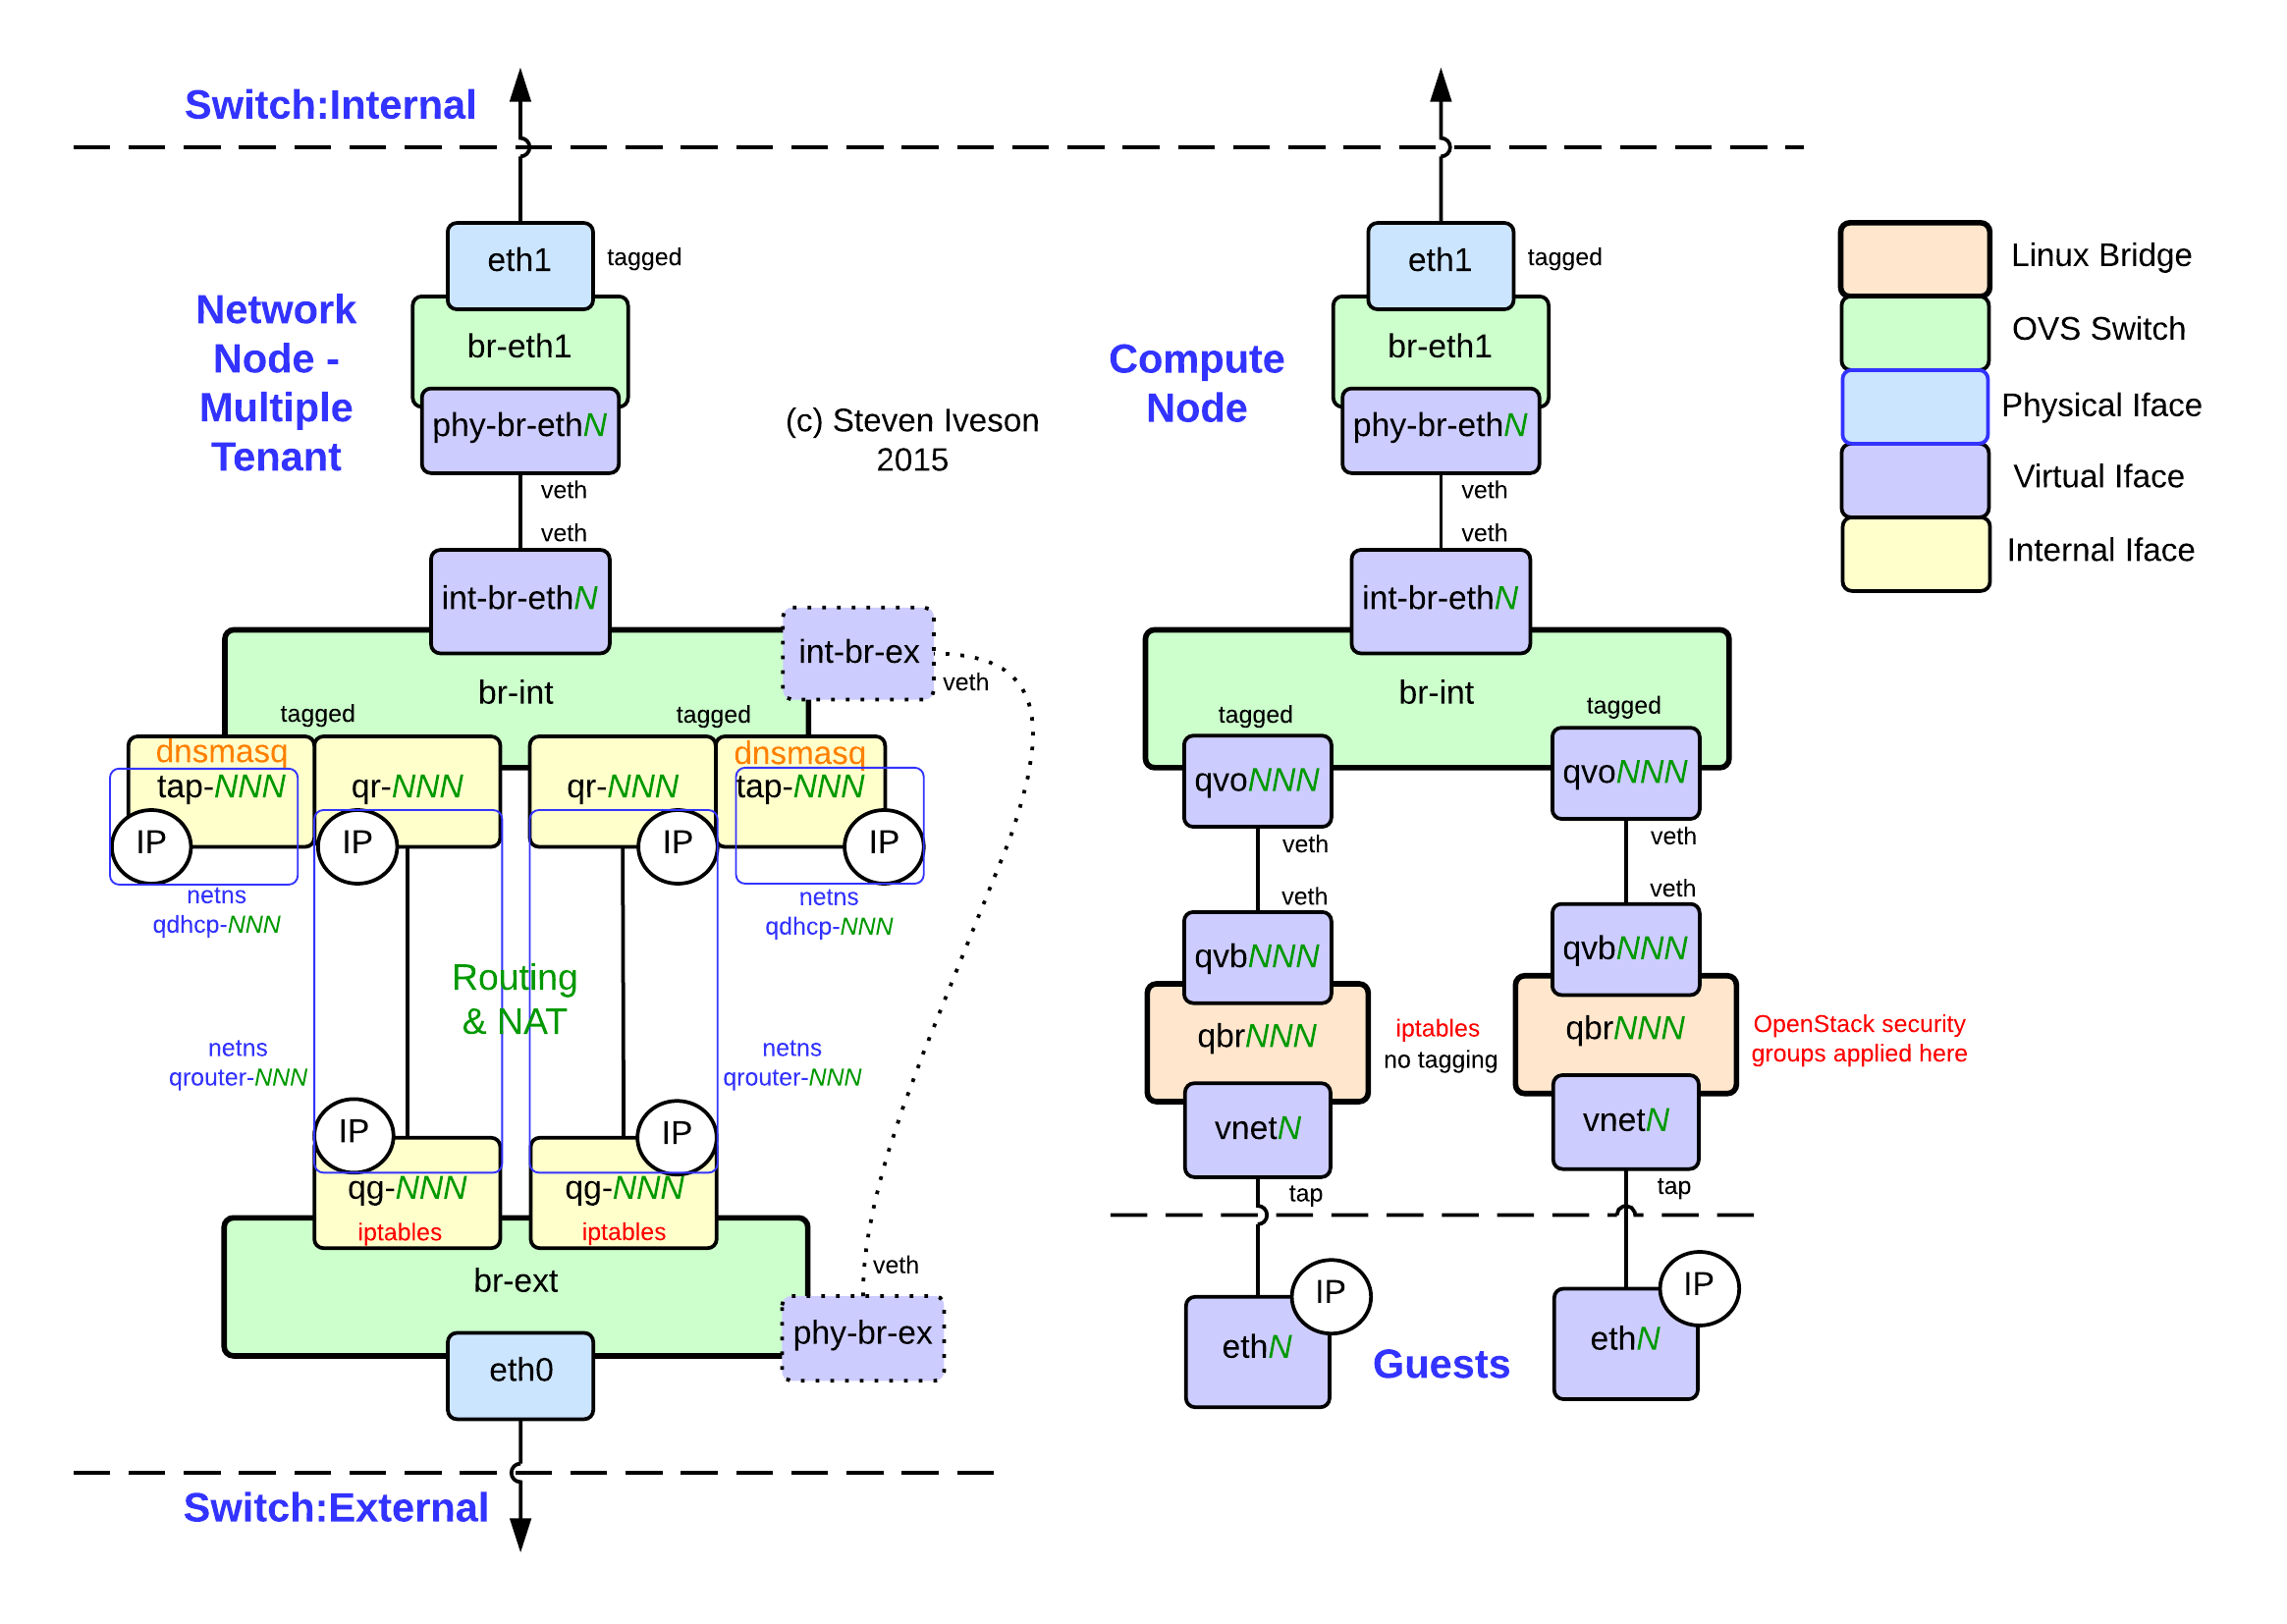 Switch:Internal
eth1
tagged
Network
Node -
Multiple
Tenant
br-eth1
phy-br-ethN
veth
veth
int-br-ethN
(c) Steven Iveson
2015
int-br-ex
veth
br-int
tagged
tagged
dnsmasq
tap-NNN
qr-NNN
qr-NNN
dnsmasq
tap-NNN
IP
IP
IP
IP
netns
qdhcp-NNN
netns
qdhcp-NNN
Routing
& NAT
netns
qrouter-NNN
netns
qrouter-NNN
IP
IP
qg-NNN
iptables
qg-NNN
iptables
br-ext
veth
phy-br-ex
eth0
Switch:External
eth1
tagged
Compute
Node
br-eth1
phy-br-ethN
veth
veth
int-br-ethN
br-int
tagged
tagged
qvoNNN
qvoNNN
veth
veth
veth
veth
qvbNNN
qvbNNN
qbrNNN
iptables
no tagging
qbrNNN
OpenStack security
groups applied here
vnetN
vnetN
tap
tap
IP
IP
ethN
ethN
Guests
Linux Bridge
OVS Switch
Physical Iface
Virtual Iface
Internal Iface